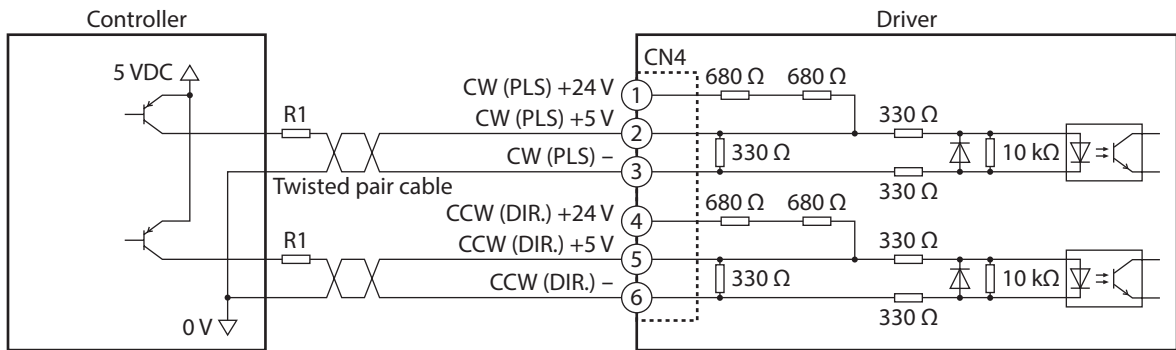 Controller
Driver
5 VDC
CN4
CW (PLS) +24 V
1
680 Ω
680 Ω
R1
CW (PLS) +5 V
2
330 Ω
330 Ω
10 kΩ
CW (PLS) –
3
330 Ω
Twisted pair cable
CCW (DIR.) +24 V
4
680 Ω
680 Ω
R1
CCW (DIR.) +5 V
5
330 Ω
330 Ω
10 kΩ
CCW (DIR.) –
6
330 Ω
0 V